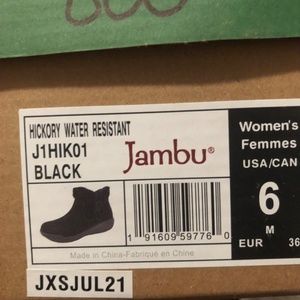 HICKORY WATER RESISTANT
J1HIK01
BLACK
Jambu®
Women's
Femmes
USA/CAN
6
M
EUR 36
1 91609 59776 0
Made in China-Fabriqué en Chine
JXSJUL21